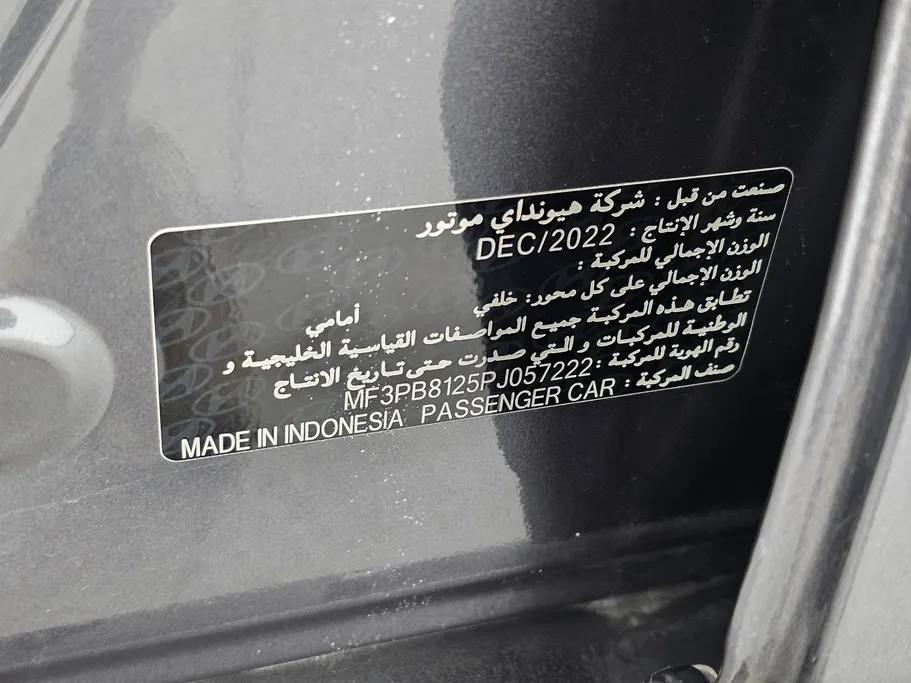 صنعت من قبل : شركة هيونداي موتور
سنة وشهر الإنتاج : DEC/2022
الوزن الإجمالي للمركبة :
الوزن الإجمالي على كل محور: خلفي أمامي
تطابق هذه المركبة جميع المواصفات القياسية الخليجية و
الوطنية للمركبات و التي صدرت حتى تاريخ الانتاج
رقم الهوية للمركبة : MF3PB8125PJ057222
صنف المركبة : PASSENGER CAR
MADE IN INDONESIA